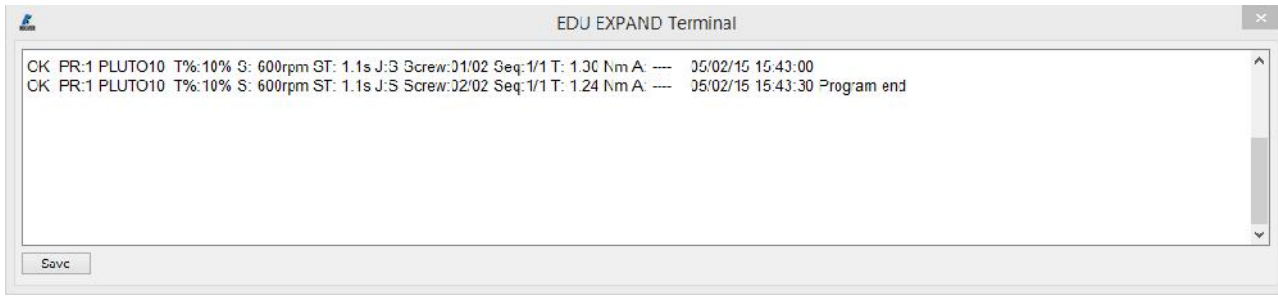 EDU EXPAND Terminal
OK PR:1 PLUTO10 T%:10% S: 600rpm ST: 1.1s J:S Screw:01/02 Seq:1/1 T: 1.30 Nm A: ---- 05/02/15 15:43:00
OK PR:1 PLUTO10 T%:10% S: 600rpm ST: 1.1s J:S Screw:02/02 Seq:1/1 T: 1.24 Nm A: ---- 05/02/15 15:43:30 Program end
Save